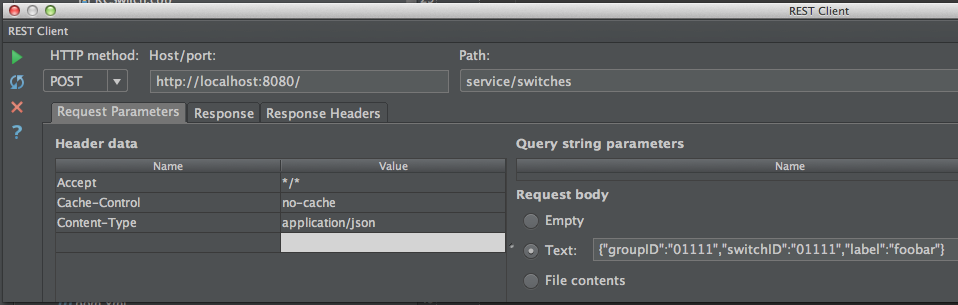 REST Client
REST Client
HTTP method: Host/port: Path:
POST http://localhost:8080/ service/switches
Request Parameters Response Response Headers
Header data Query string parameters
Name Value Name
Accept */*
Cache-Control no-cache
Content-Type application/json
Request body
Empty
Text: {"groupID":"01111","switchID":"01111","label":"foobar"}
File contents